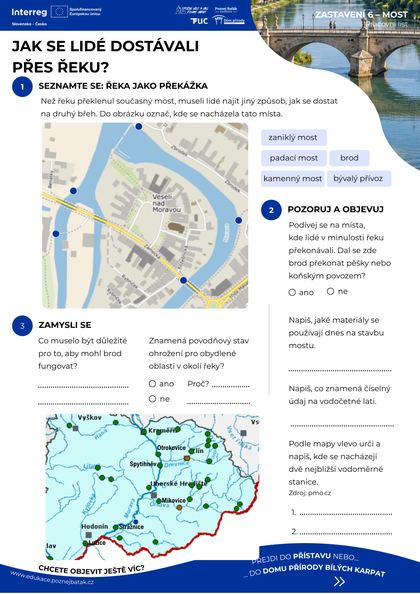 Interreg
Spolufinancováno
Evropskou unií
Slovensko – Česko
TUC
ZASTAVENÍ 6 – MOST
Pracovní list
JAK SE LIDÉ DOSTÁVALI
PŘES ŘEKU?
1 SEZNAMTE SE: ŘEKA JAKO PŘEKÁŽKA
Než řeku překlenul současný most, museli lidé najít jiný způsob, jak se dostat
na druhý břeh. Do obrázku označ, kde se nacházela tato místa.
zaniklý most
padací most
brod
kamenný most
bývalý přívoz
Veselí
nad
Moravou
2 POZORUJ A OBJEVUJ
Podívej se na místa,
kde lidé v minulosti řeku
překonávali. Dal se zde
brod překonat pěšky nebo
koňským povozem?
ano
ne
Napiš, jaké materiály se
používají dnes na stavbu
mostu.
Napiš, co znamená číselný
údaj na vodočetné lati.
Podle mapy vlevo urči a
napiš, kde se nacházejí
dvě nejbližší vodoměrné
stanice.
Zdroj: pmo.cz
1.
2.
3 ZAMYSLI SE
Co muselo být důležité
pro to, aby mohl brod
fungovat?
Znamená povodňový stav
ohrožení pro obydlené
oblasti v okolí řeky?
ano
Proč?
ne
Vyškov
Kroměříž
Otrokovice
Zlín
Spytihněv
Uherské Hradiště
Mikovice
Hodonín
Strážnice
CHCETE OBJEVIT JEŠTĚ VÍC?
www.edukace.poznejbatak.cz
PŘEJDI DO PŘÍSTAVU NEBO...
... DO DOMU PŘÍRODY BÍLÝCH KARPAT